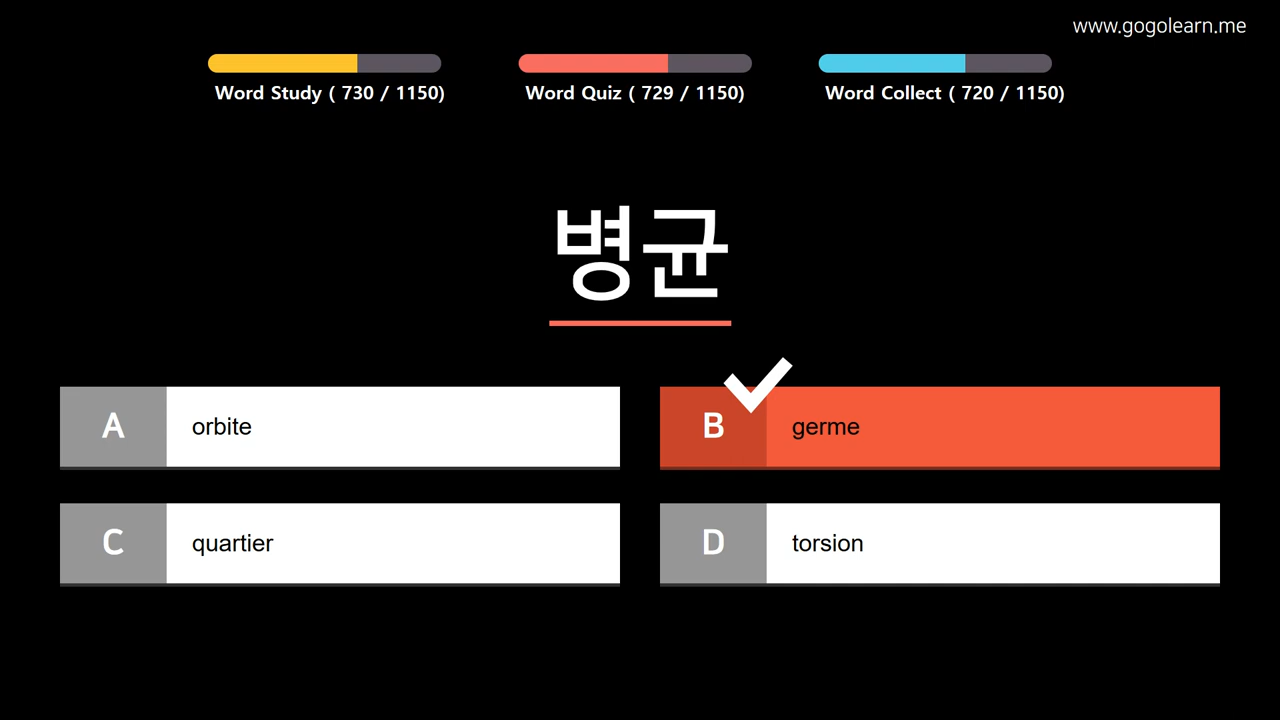 www.gogolearn.me
Word Study ( 730 / 1150)
Word Quiz ( 729 / 1150)
Word Collect ( 720 / 1150)
병균
A orbite
B germe
C quartier
D torsion